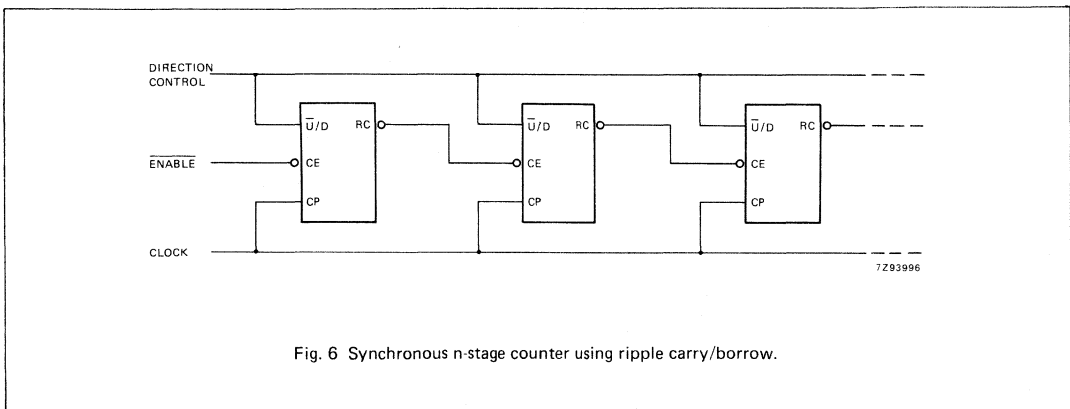 DIRECTION
CONTROL
U̅/D RC
U̅/D RC
U̅/D RC
E̅N̅A̅B̅L̅E̅ CE
CE
CE
CP
CP
CP
CLOCK
7Z93996
Fig. 6 Synchronous n-stage counter using ripple carry/borrow.